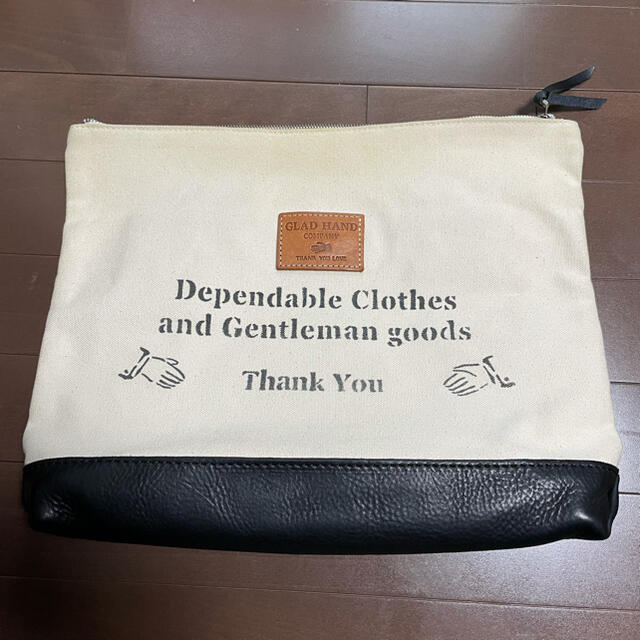 GLAD HAND
COMPANY
THANK YOU LOVE
Dependable Clothes
and Gentleman goods
Thank You